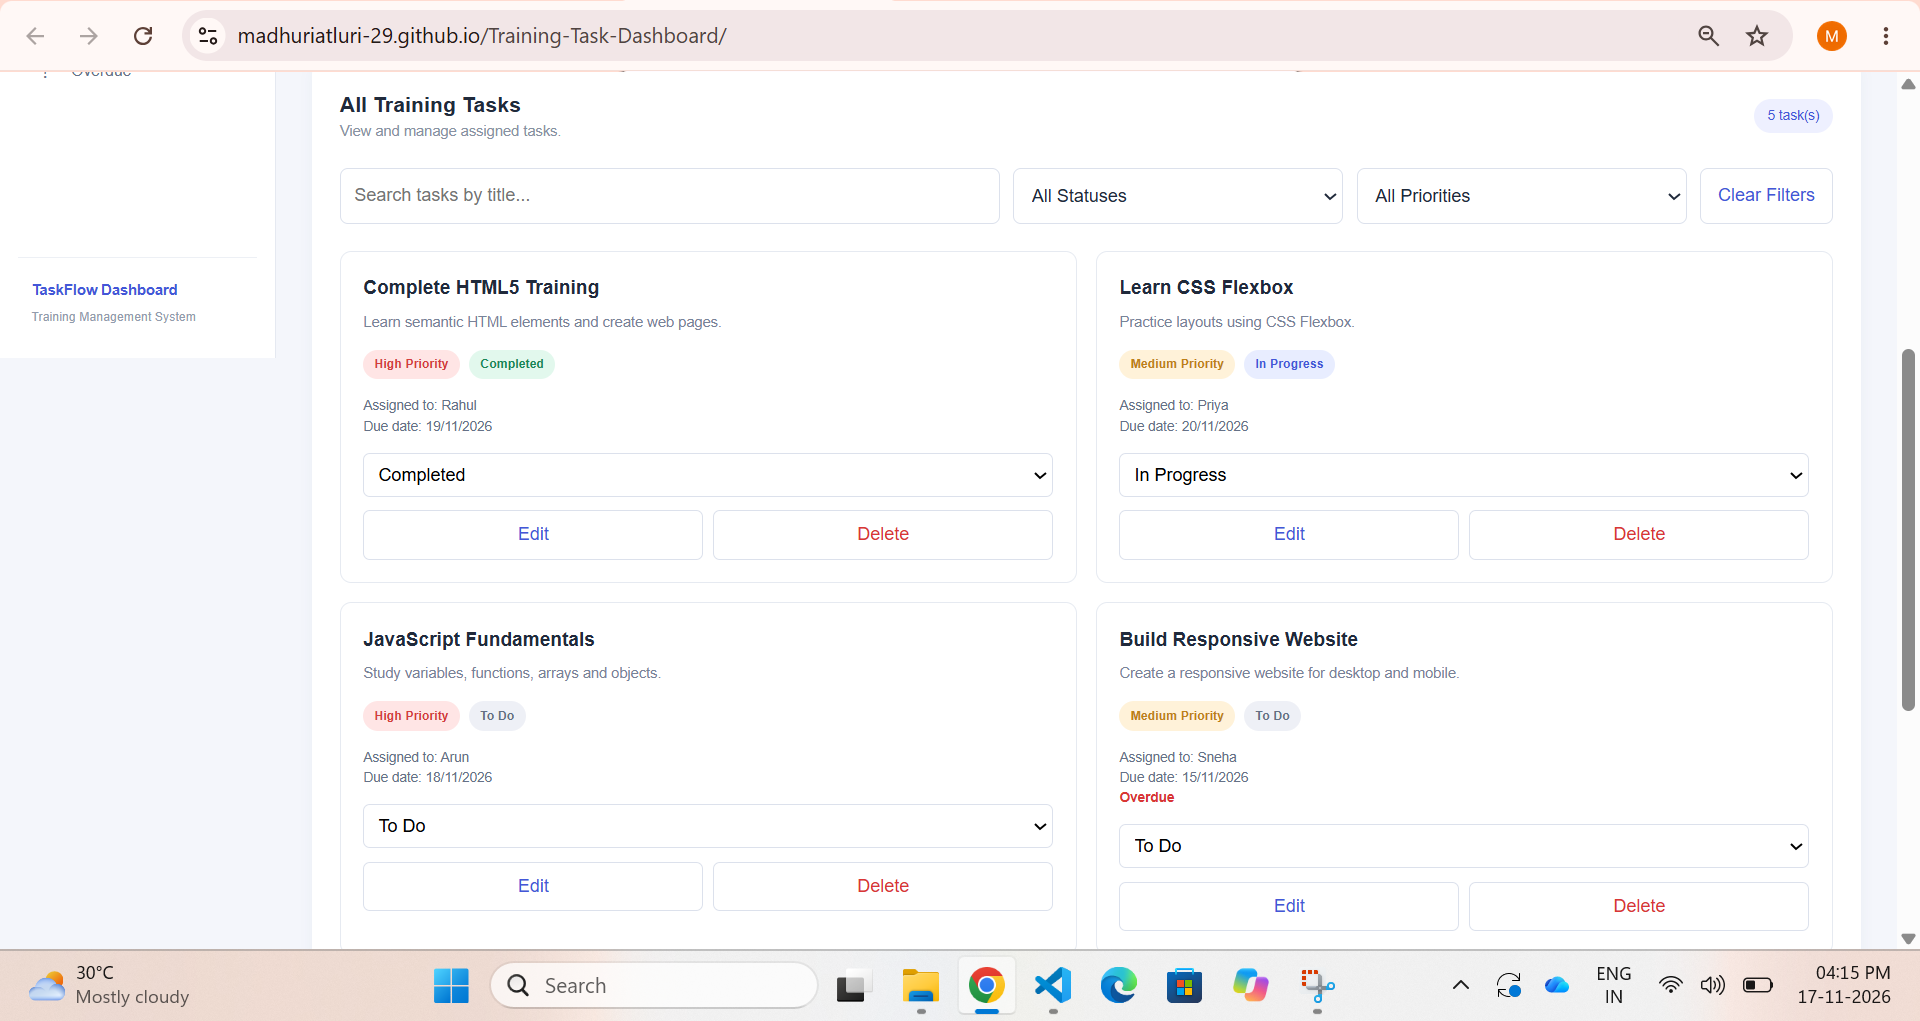 madhuriatluri-29.github.io/Training-Task-Dashboard/
M
Overdue
TaskFlow Dashboard
Training Management System
All Training Tasks
View and manage assigned tasks.
5 task(s)
Search tasks by title...
All Statuses
All Priorities
Clear Filters
Complete HTML5 Training
Learn semantic HTML elements and create web pages.
High Priority
Completed
Assigned to: Rahul
Due date: 19/11/2026
Completed
Edit
Delete
Learn CSS Flexbox
Practice layouts using CSS Flexbox.
Medium Priority
In Progress
Assigned to: Priya
Due date: 20/11/2026
In Progress
Edit
Delete
JavaScript Fundamentals
Study variables, functions, arrays and objects.
High Priority
To Do
Assigned to: Arun
Due date: 18/11/2026
To Do
Edit
Delete
Build Responsive Website
Create a responsive website for desktop and mobile.
Medium Priority
To Do
Assigned to: Sneha
Due date: 15/11/2026
Overdue
To Do
Edit
Delete
30°C
Mostly cloudy
Search
ENG
IN
04:15 PM
17-11-2026